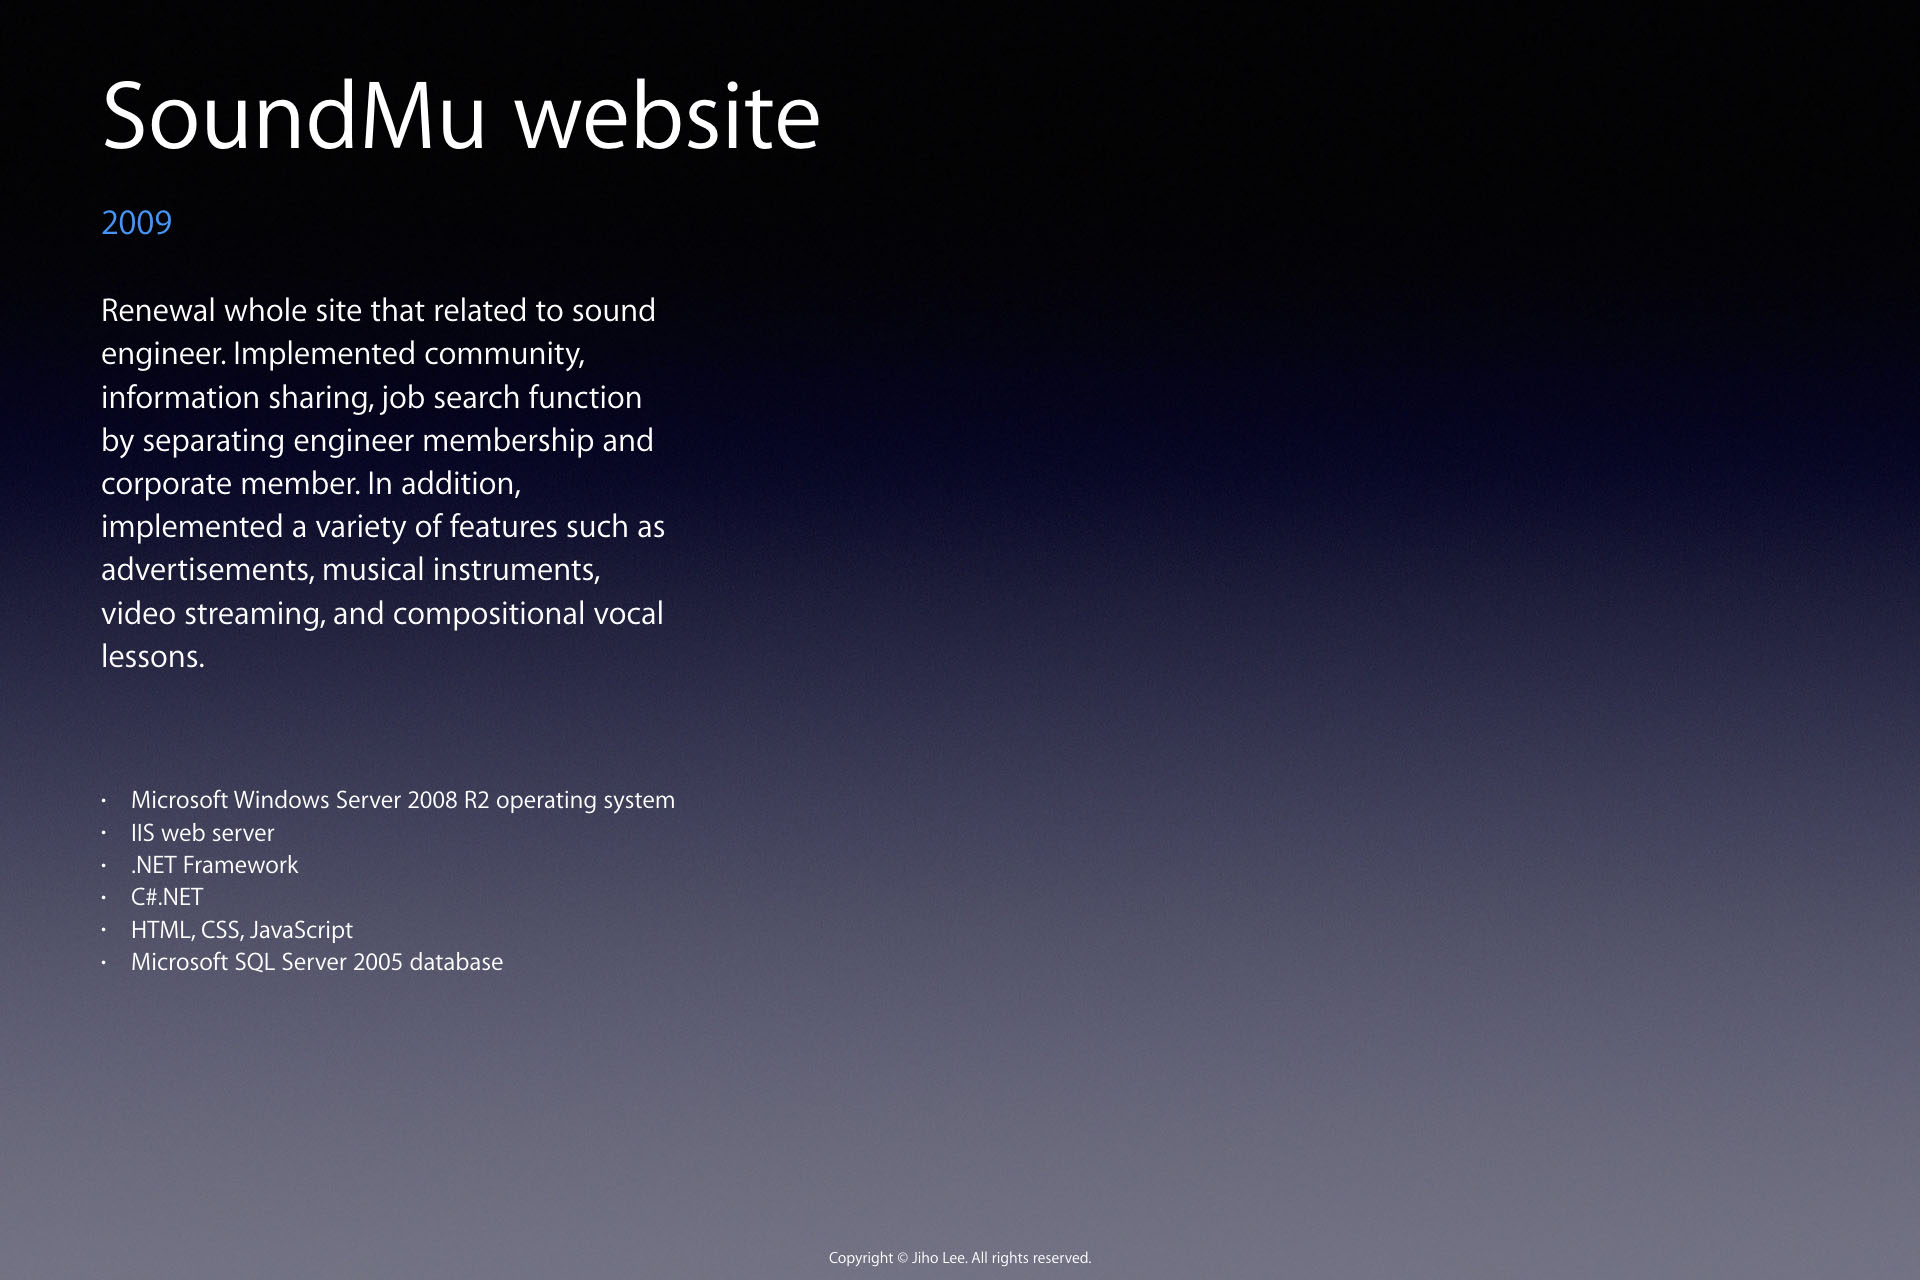 SoundMu website
2009
Renewal whole site that related to sound
engineer. Implemented community,
information sharing, job search function
by separating engineer membership and
corporate member. In addition,
implemented a variety of features such as
advertisements, musical instruments,
video streaming, and compositional vocal
lessons.
• Microsoft Windows Server 2008 R2 operating system
• IIS web server
• .NET Framework
• C#.NET
• HTML, CSS, JavaScript
• Microsoft SQL Server 2005 database
Copyright © Jiho Lee. All rights reserved.